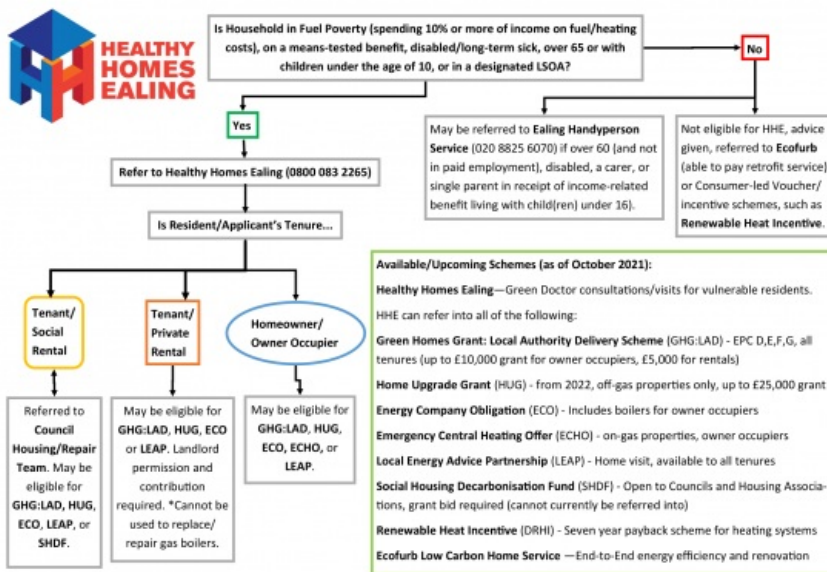 HEALTHY
HOMES
EALING
Is Household in Fuel Poverty (spending 10% or more of income on fuel/heating
costs), on a means-tested benefit, disabled/long-term sick, over 65 or with
children under the age of 10, or in a designated LSOA?
No
Yes
May be referred to Ealing Handyperson
Service (020 8825 6070) if over 60 (and not
in paid employment), disabled, a carer, or
single parent in receipt of income-related
benefit living with child(ren) under 16).
Not eligible for HHE, advice
given, referred to Ecofurb
(able to pay retrofit service)
or Consumer-led Voucher/
incentive schemes, such as
Renewable Heat Incentive.
Refer to Healthy Homes Ealing (0800 083 2265)
Is Resident/Applicant's Tenure...
Tenant/
Social
Rental
Tenant/
Private
Rental
Homeowner/
Owner Occupier
Referred to
Council
Housing/Repair
Team. May be
eligible for
GHG:LAD, HUG,
ECO, LEAP, or
SHDF.
May be eligible for
GHG:LAD, HUG, ECO
or LEAP. Landlord
permission and
contribution
required. *Cannot be
used to replace/
repair gas boilers.
May be eligible for
GHG:LAD, HUG,
ECO, ECHO, or
LEAP.
Available/Upcoming Schemes (as of October 2021):
Healthy Homes Ealing—Green Doctor consultations/visits for vulnerable residents.
HHE can refer into all of the following:
Green Homes Grant: Local Authority Delivery Scheme (GHG:LAD) - EPC D,E,F,G, all
tenures (up to £10,000 grant for owner occupiers, £5,000 for rentals)
Home Upgrade Grant (HUG) - from 2022, off-gas properties only, up to £25,000 grant
Energy Company Obligation (ECO) - Includes boilers for owner occupiers
Emergency Central Heating Offer (ECHO) - on-gas properties, owner occupiers
Local Energy Advice Partnership (LEAP) - Home visit, available to all tenures
Social Housing Decarbonisation Fund (SHDF) - Open to Councils and Housing Associa-
tions, grant bid required (cannot currently be referred into)
Renewable Heat Incentive (DRHI) - Seven year payback scheme for heating systems
Ecofurb Low Carbon Home Service —End-to-End energy efficiency and renovation